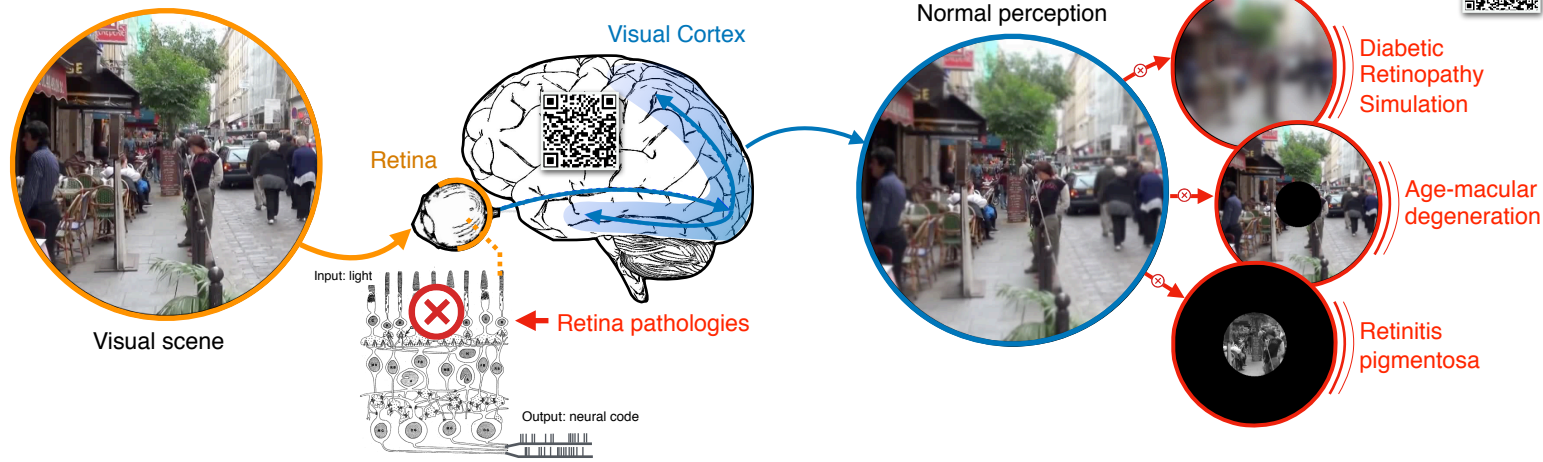 Visual scene
Retina
Visual Cortex
Input: light
Retina pathologies
Output: neural code
Normal perception
Diabetic
Retinopathy
Simulation
Age-macular
degeneration
Retinitis
pigmentosa